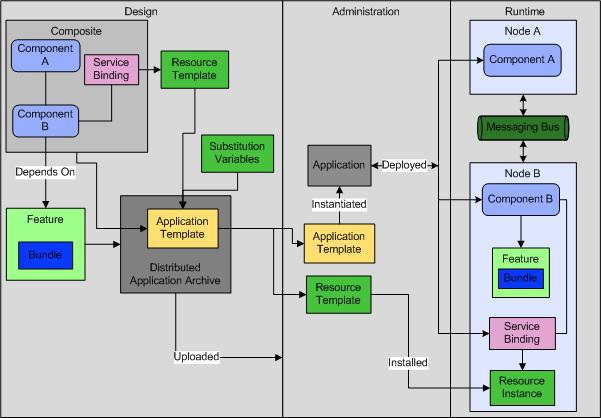 Design
Administration
Runtime
Composite
Component
A
Service
Binding
Component
B
Resource
Template
Substitution
Variables
Depends On
Feature
Bundle
Application
Template
Distributed
Application Archive
Uploaded
Application
Instantiated
Application
Template
Resource
Template
Deployed
Installed
Node A
Component A
Messaging Bus
Node B
Component B
Feature
Bundle
Service
Binding
Resource
Instance